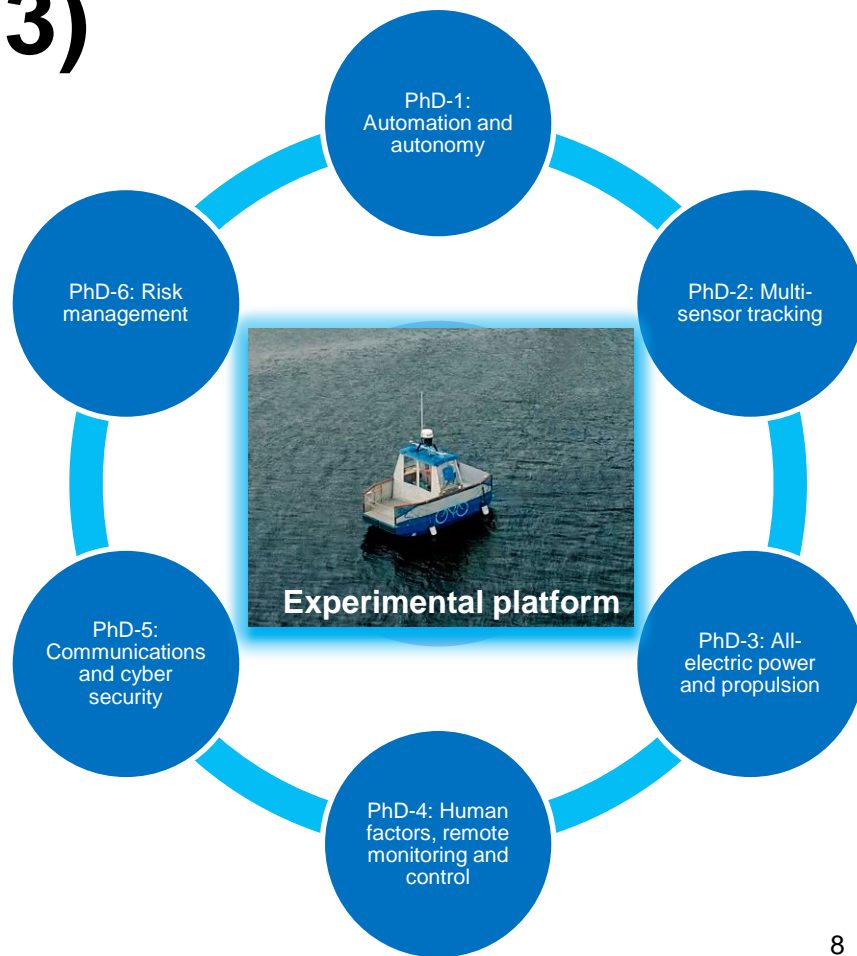 3)
PhD-1:
Automation and
autonomy
PhD-6: Risk
management
PhD-2: Multi-
sensor tracking
Experimental platform
PhD-5:
Communications
and cyber
security
PhD-3: All-
electric power
and propulsion
PhD-4: Human
factors, remote
monitoring and
control
8